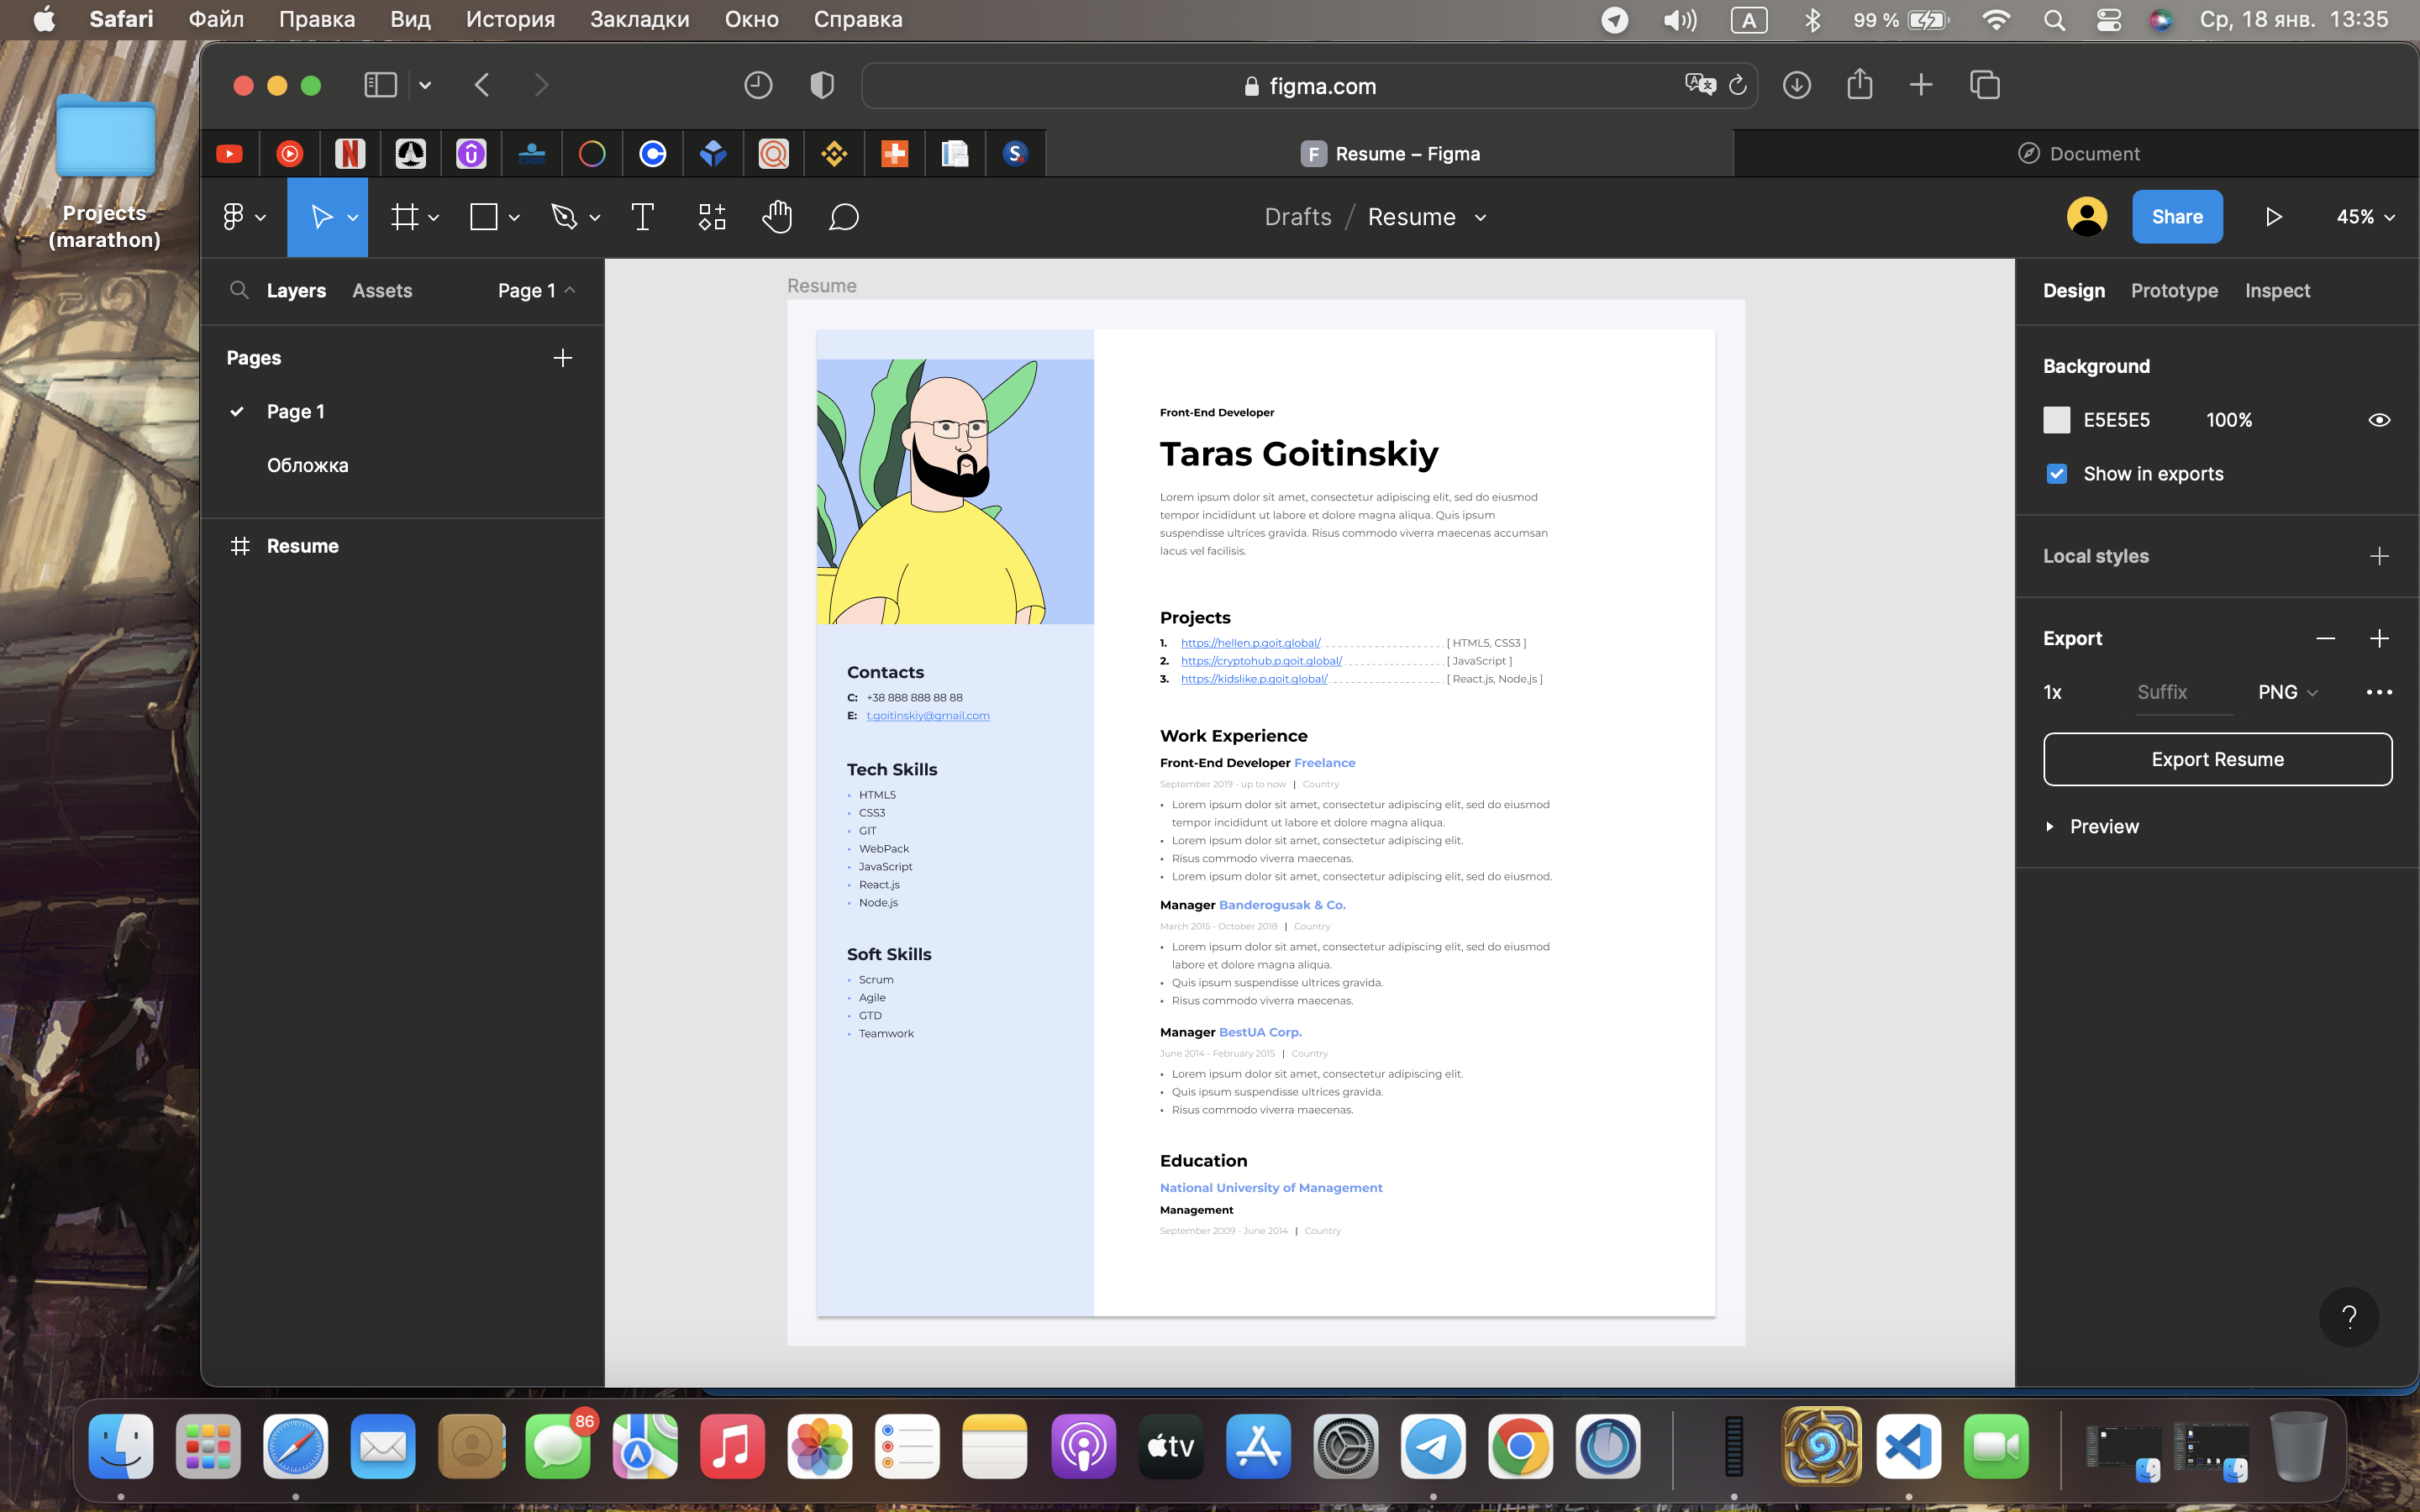 Safari Файл Правка Вид История Закладки Окно Справка A 99 % Ср, 18 янв. 13:35
figma.com
F Resume – Figma Document
Projects
(marathon)
Drafts / Resume Share 45%
Layers Assets Page 1
Pages
Page 1
Обложка
Resume
Resume
Front-End Developer
Taras Goitinskiy
Lorem ipsum dolor sit amet, consectetur adipiscing elit, sed do eiusmod
tempor incididunt ut labore et dolore magna aliqua. Quis ipsum
suspendisse ultrices gravida. Risus commodo viverra maecenas accumsan
lacus vel facilisis.
Contacts
C: +38 888 888 88 88
E: t.goitinskiy@gmail.com
Tech Skills
• HTML5
• CSS3
• GIT
• WebPack
• JavaScript
• React.js
• Node.js
Soft Skills
• Scrum
• Agile
• GTD
• Teamwork
Projects
1. https://hellen.p.goit.global/ [ HTML5, CSS3 ]
2. https://cryptohub.p.goit.global/ [ JavaScript ]
3. https://kidslike.p.goit.global/ [ React.js, Node.js ]
Work Experience
Front-End Developer Freelance
September 2019 - up to now | Country
• Lorem ipsum dolor sit amet, consectetur adipiscing elit, sed do eiusmod
tempor incididunt ut labore et dolore magna aliqua.
• Lorem ipsum dolor sit amet, consectetur adipiscing elit.
• Risus commodo viverra maecenas.
• Lorem ipsum dolor sit amet, consectetur adipiscing elit, sed do eiusmod.
Manager Banderogusak & Co.
March 2015 - October 2018 | Country
• Lorem ipsum dolor sit amet, consectetur adipiscing elit, sed do eiusmod
labore et dolore magna aliqua.
• Quis ipsum suspendisse ultrices gravida.
• Risus commodo viverra maecenas.
Manager BestUA Corp.
June 2014 - February 2015 | Country
• Lorem ipsum dolor sit amet, consectetur adipiscing elit.
• Quis ipsum suspendisse ultrices gravida.
• Risus commodo viverra maecenas.
Education
National University of Management
Management
September 2009 - June 2014 | Country
Design Prototype Inspect
Background
E5E5E5 100%
Show in exports
Local styles
Export
1x Suffix PNG
Export Resume
Preview
?
86
tv